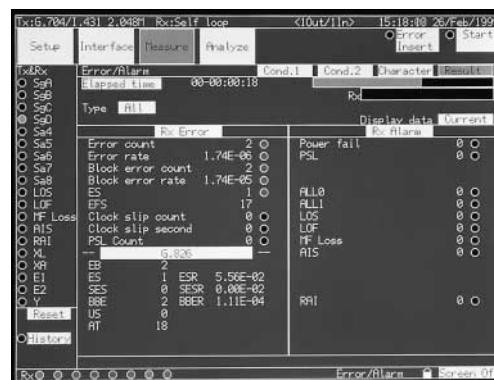 Tx:G.704/1.431 2.048M Rx:Self loop <1Out/1In> 15:18:00 26/Feb/199
Setup Interface Measure Analyze Error Insert Start
Tx&Rx Error/Alarm Cond.1 Cond.2 Character Result
SgA Elapsed time 00-00:00:18
SgB Rx
SgC Type All
SgD Display data Current
Sa4 Rx Error Rx Alarm
Sa5 Error count 2 Power fail 0
Sa6 Error rate 1.74E-06 PSL 0
Sa7 Block error count 2
Sa8 Block error rate 1.74E-05
LOS ES 1 ALL0 0
LOF EFS 17 ALL1 0
MF Loss Clock slip count 0 LOS 0
AIS Clock slip second 0 LOF 0
RAI PSL Count 0 MF Loss 0
XL -- G.826 -- AIS 0
XR EB 2
E1 ES 1 ESR 5.56E-02
E2 SES 0 SESR 0.00E-02
Y BBE 2 BBER 1.11E-04 RAI 0
Reset US 0
AT 18
History
Rx Error/Alarm Screen Of